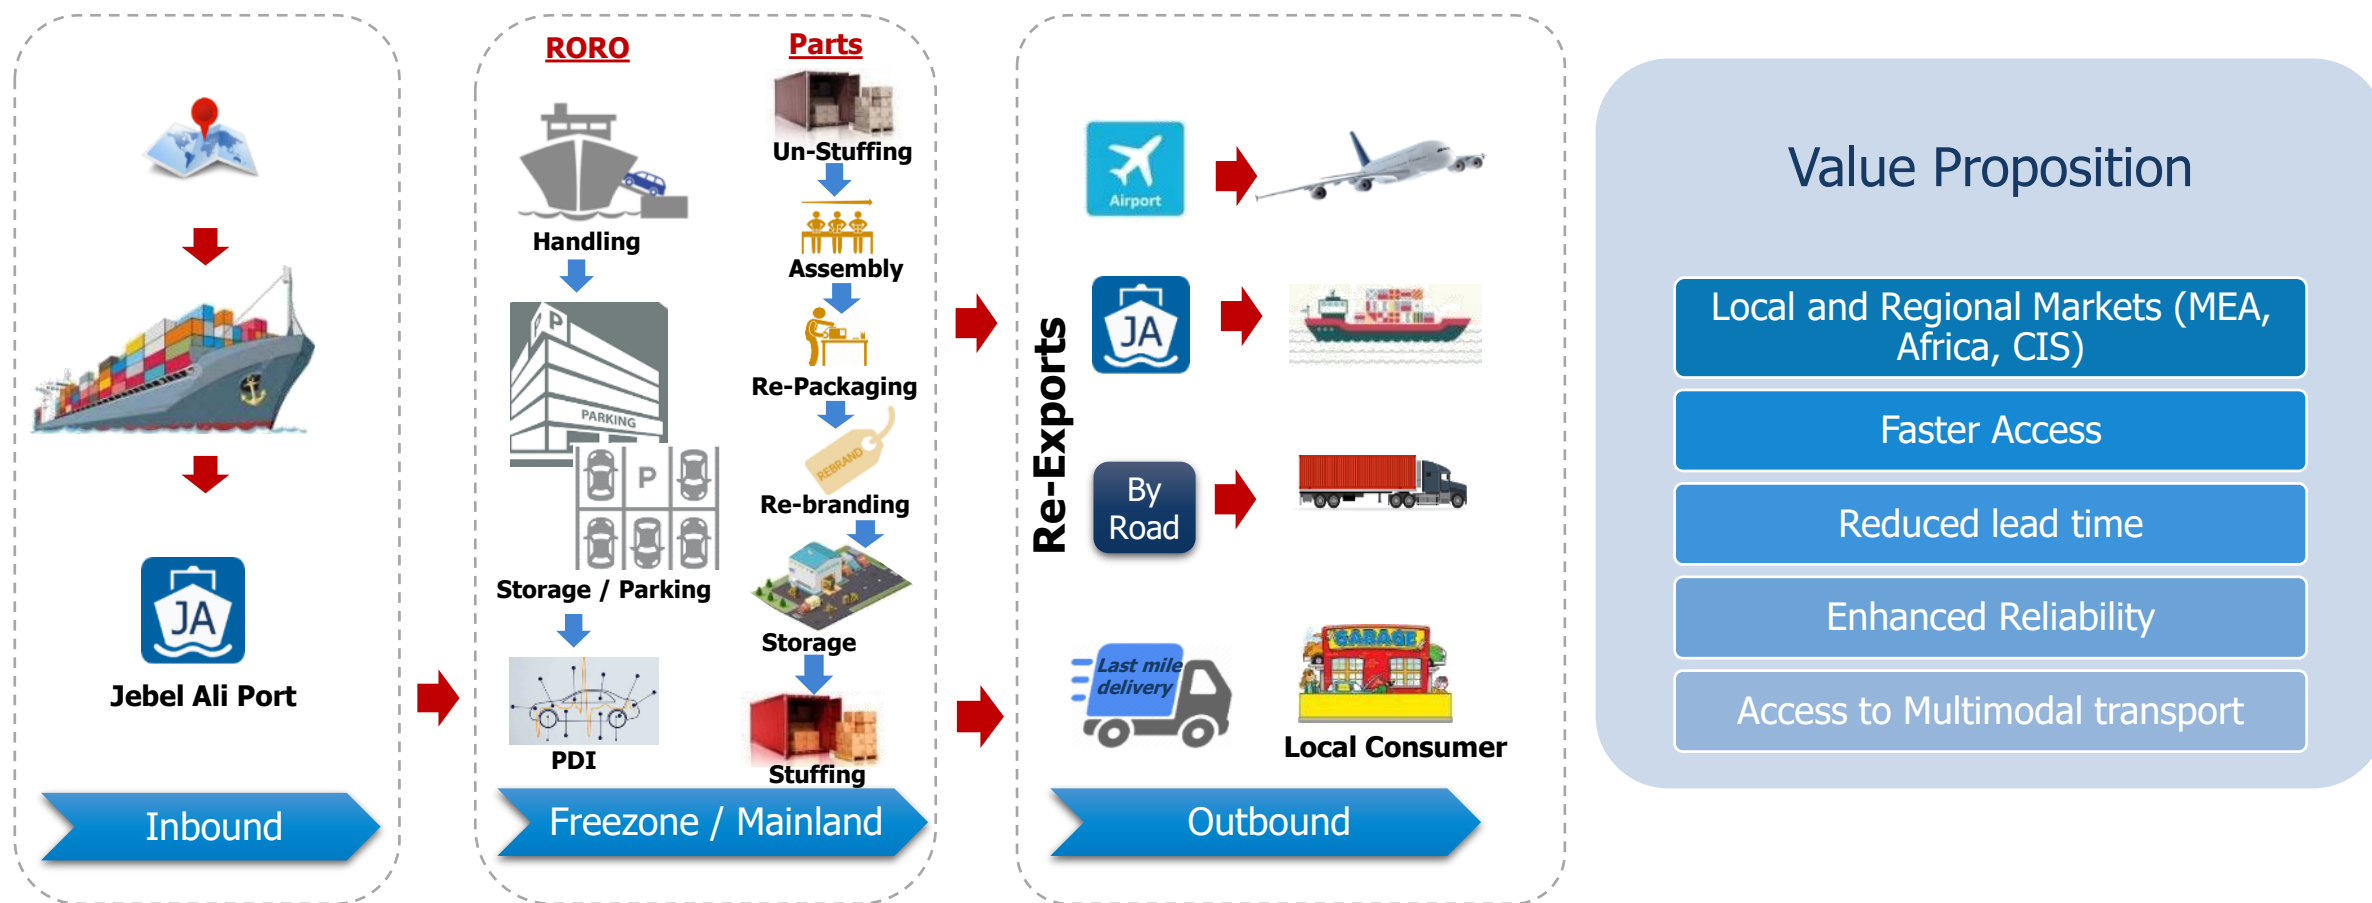 JA
Jebel Ali Port
Inbound
RORO
Handling
P
PARKING
P
Storage / Parking
PDI
Parts
Un-Stuffing
Assembly
Re-Packaging
REBRAND
Re-branding
Storage
Stuffing
Freezone / Mainland
Re-Exports
Airport
JA
By
Road
Last mile
delivery
GARAGE
Local Consumer
Outbound
Value Proposition
Local and Regional Markets (MEA,
Africa, CIS)
Faster Access
Reduced lead time
Enhanced Reliability
Access to Multimodal transport